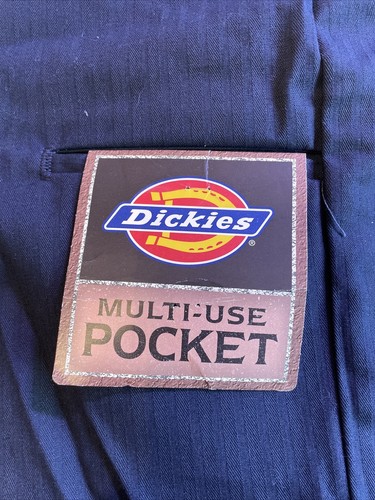 Dickies
®
MULTI-USE
POCKET